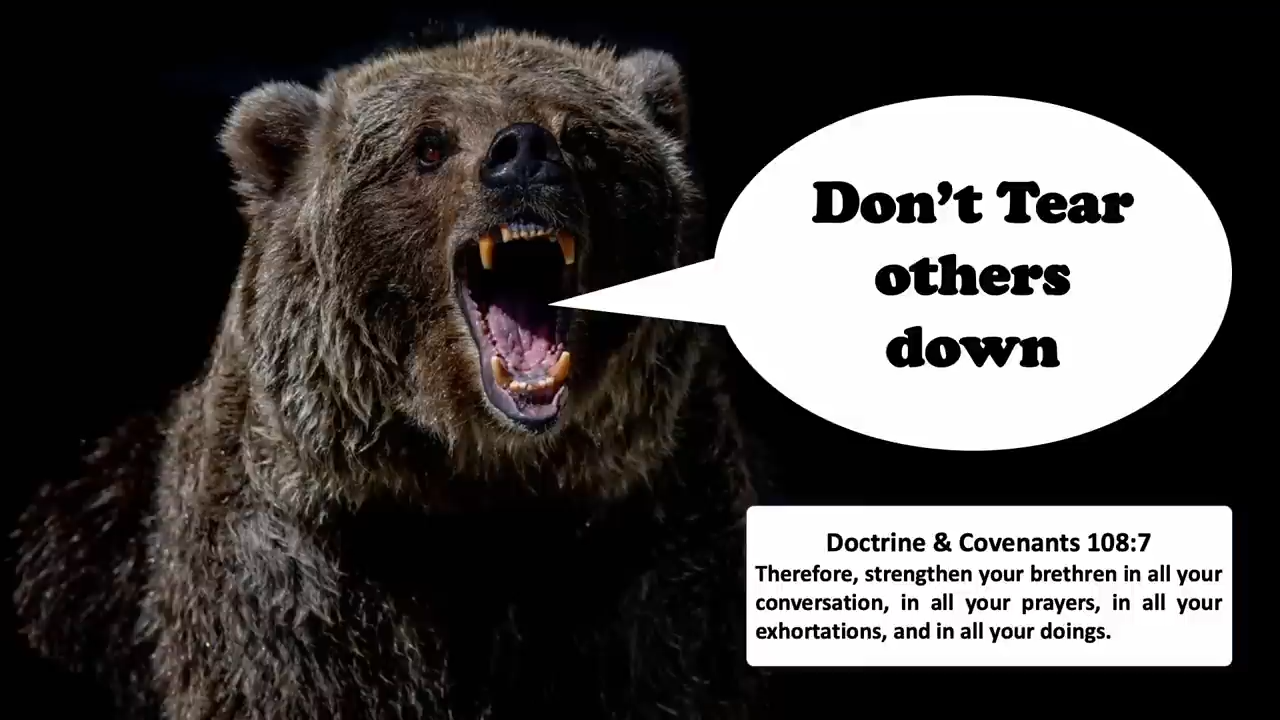 Don’t Tear
others
down
Doctrine & Covenants 108:7
Therefore, strengthen your brethren in all your
conversation, in all your prayers, in all your
exhortations, and in all your doings.